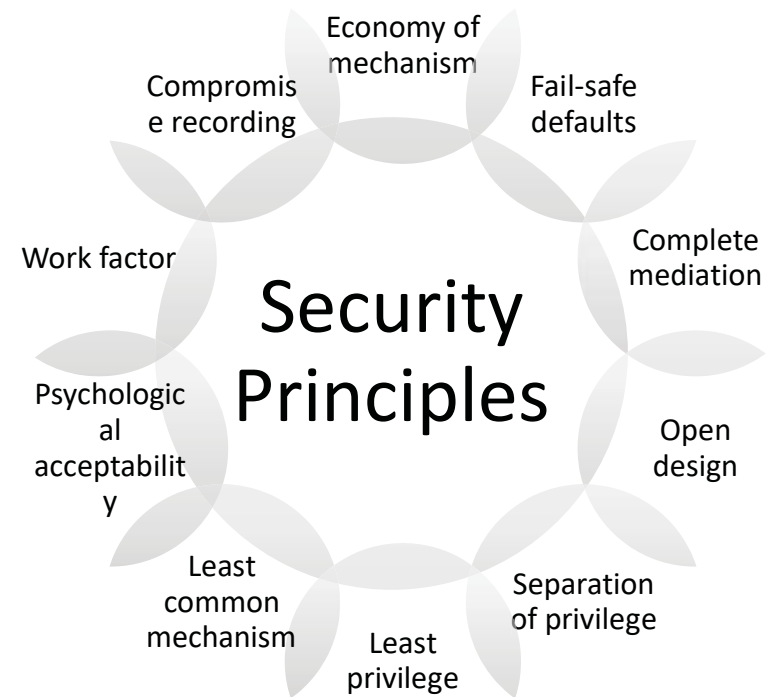 Economy of
mechanism
Fail-safe
defaults
Complete
mediation
Open
design
Separation
of privilege
Least
privilege
Least
common
mechanism
Psychologic
al
acceptabilit
y
Work factor
Compromis
e recording
Security
Principles